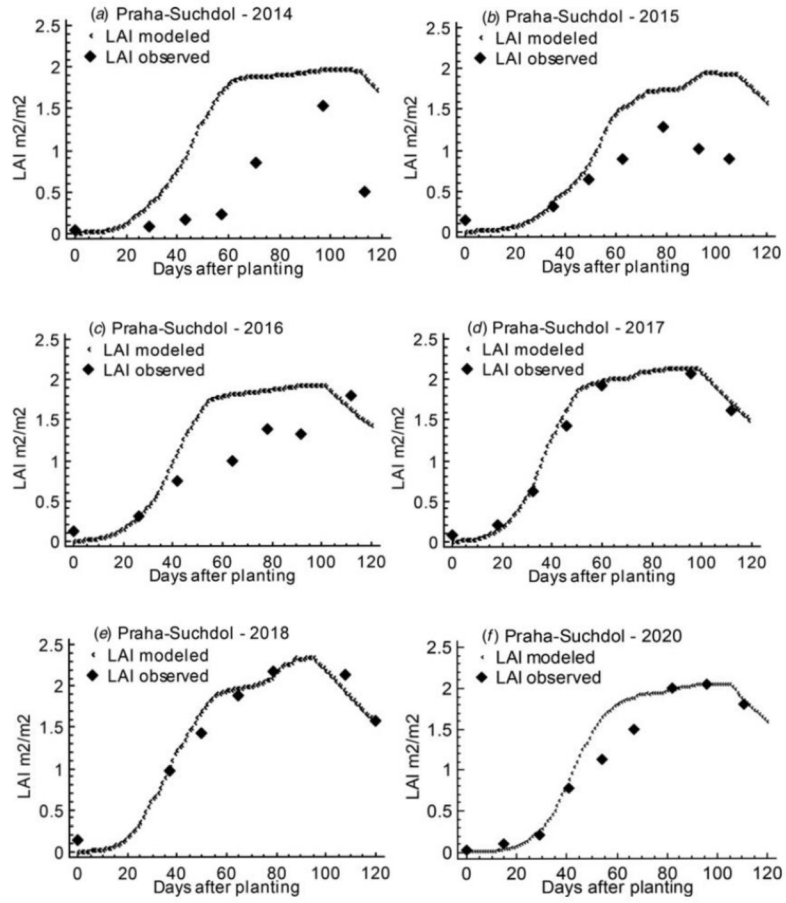 (a) Praha-Suchdol - 2014
LAI modeled
LAI observed
2.5
2
1.5
1
0.5
0
LAI m2/m2
0 20 40 60 80 100 120
Days after planting
(b) Praha-Suchdol - 2015
LAI modeled
LAI observed
2.5
2
1.5
1
0.5
0
LAI m2/m2
0 20 40 60 80 100 120
Days after planting
(c) Praha-Suchdol - 2016
LAI modeled
LAI observed
2.5
2
1.5
1
0.5
0
LAI m2/m2
0 20 40 60 80 100 120
Days after planting
(d) Praha-Suchdol - 2017
LAI modeled
LAI observed
2.5
2
1.5
1
0.5
0
LAI m2/m2
0 20 40 60 80 100 120
Days after planting
(e) Praha-Suchdol - 2018
LAI modeled
LAI observed
2.5
2
1.5
1
0.5
0
LAI m2/m2
0 20 40 60 80 100 120
Days after planting
(f) Praha-Suchdol - 2020
LAI modeled
LAI observed
2.5
2
1.5
1
0.5
0
LAI m2/m2
0 20 40 60 80 100 120
Days after planting